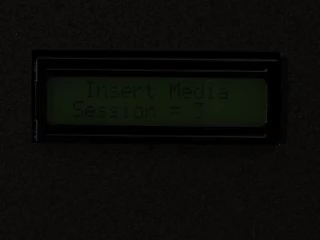 Insert Media
Session =